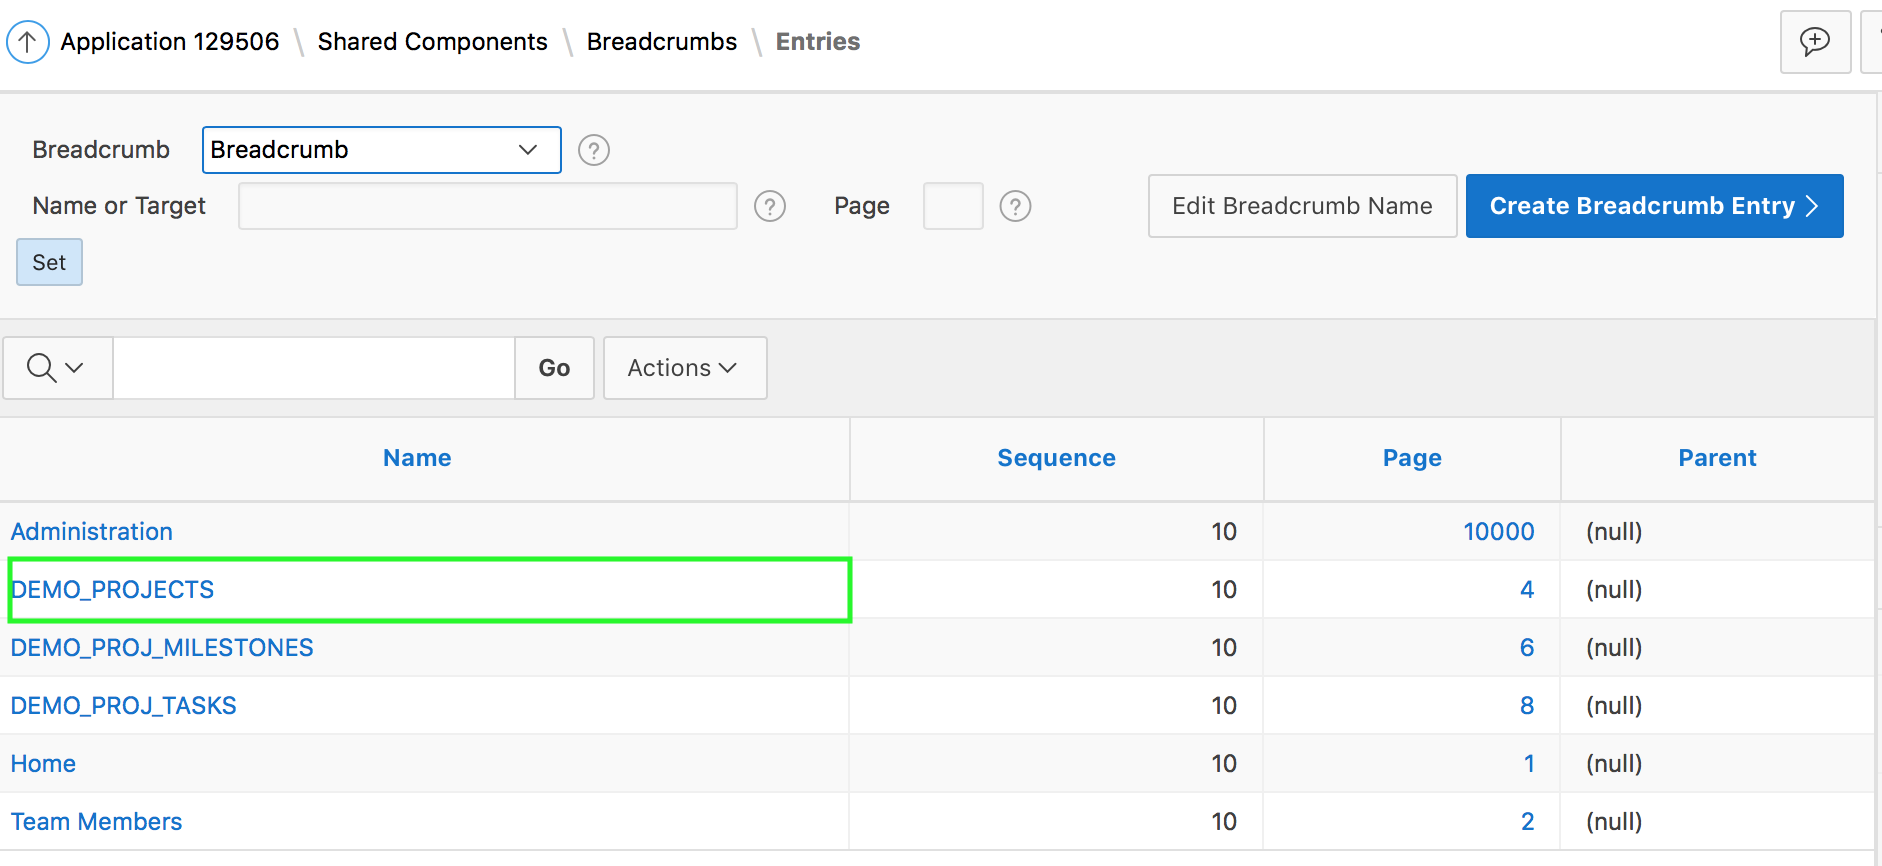 Application 129506 \ Shared Components \ Breadcrumbs \ Entries
Breadcrumb Breadcrumb ?
Name or Target ? Page ? Edit Breadcrumb Name Create Breadcrumb Entry >
Set
Go Actions
Name Sequence Page Parent
Administration 10 10000 (null)
DEMO_PROJECTS 10 4 (null)
DEMO_PROJ_MILESTONES 10 6 (null)
DEMO_PROJ_TASKS 10 8 (null)
Home 10 1 (null)
Team Members 10 2 (null)